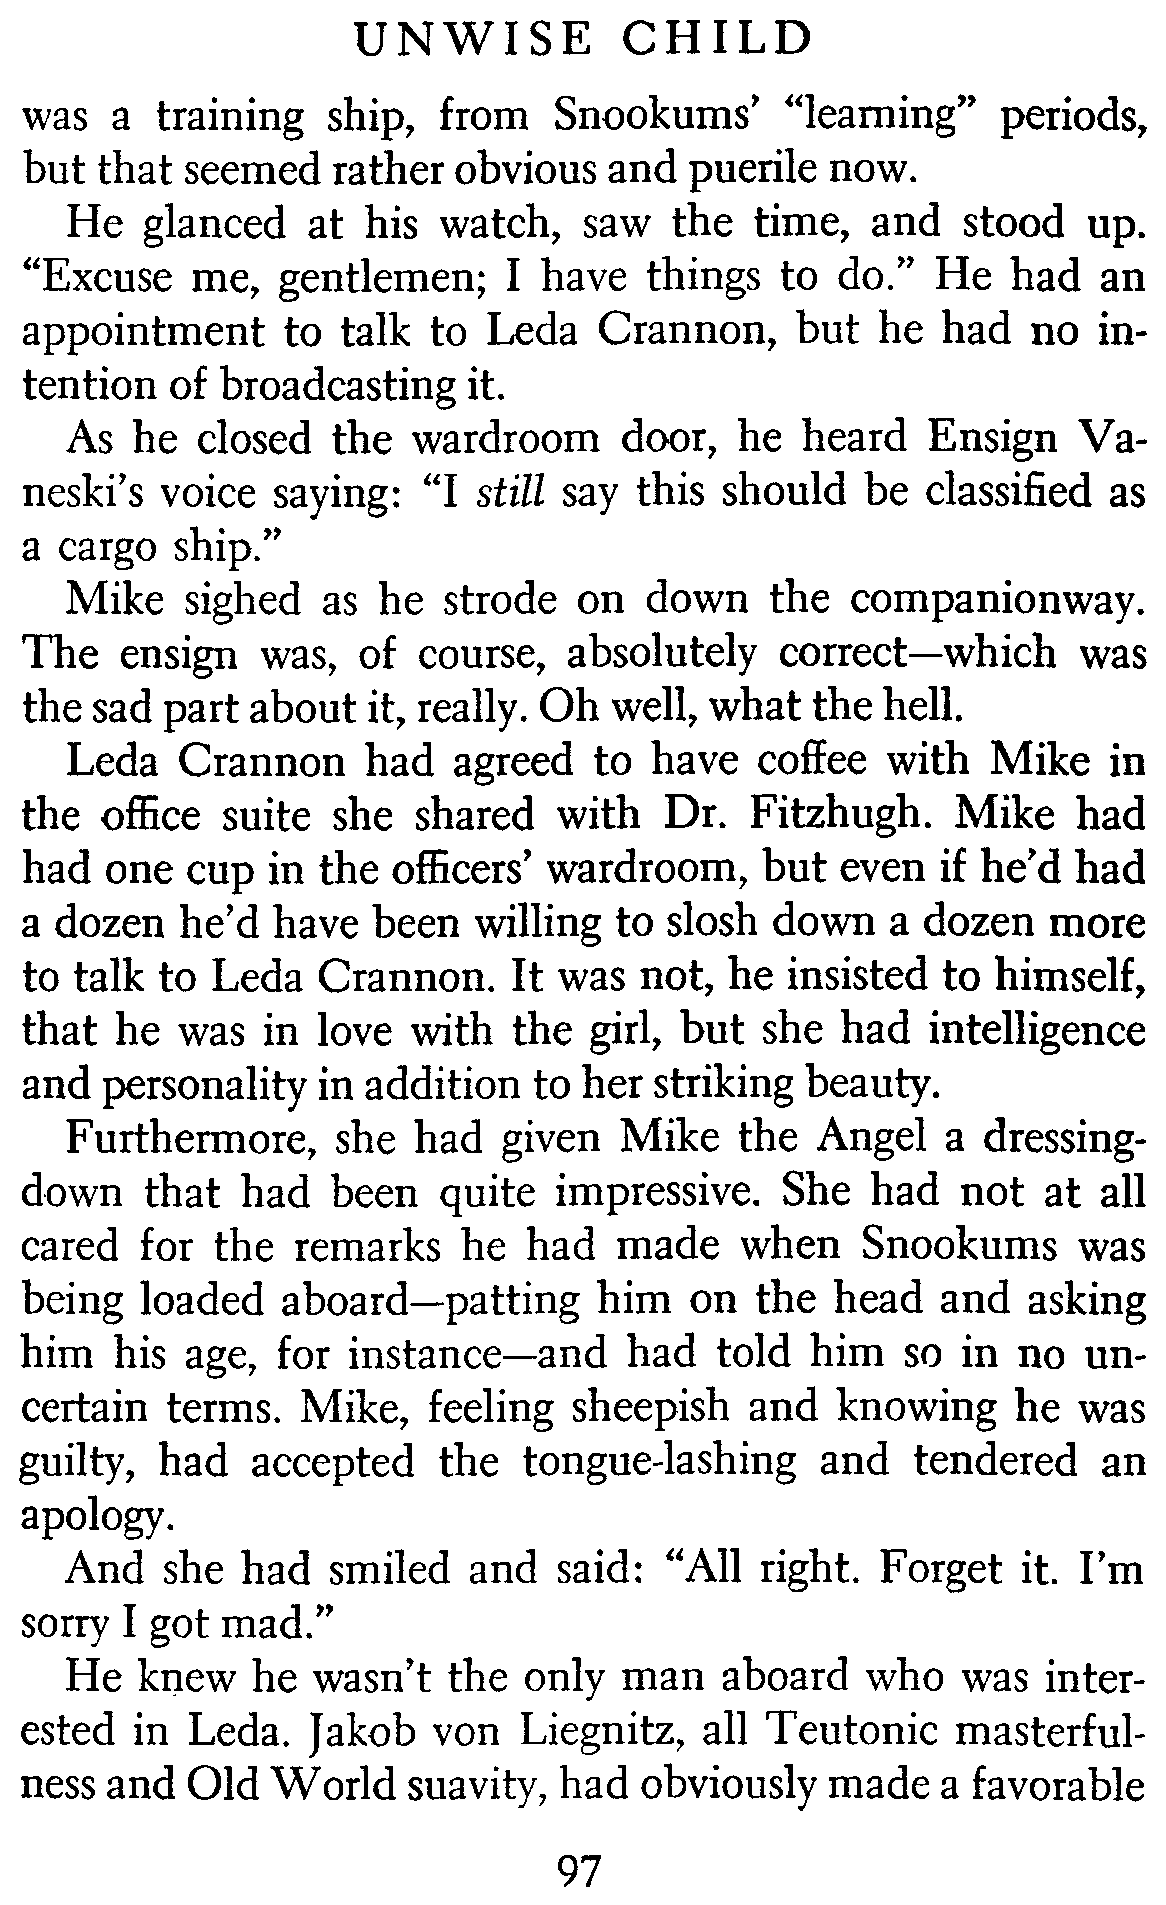 UNWISE CHILD
was a training ship, from Snookums' “learning” periods,
but that seemed rather obvious and puerile now.
He glanced at his watch, saw the time, and stood up.
“Excuse me, gentlemen; I have things to do.” He had an
appointment to talk to Leda Crannon, but he had no in-
tention of broadcasting it.
As he closed the wardroom door, he heard Ensign Va-
neski's voice saying: “I still say this should be classified as
a cargo ship.”
Mike sighed as he strode on down the companionway.
The ensign was, of course, absolutely correct—which was
the sad part about it, really. Oh well, what the hell.
Leda Crannon had agreed to have coffee with Mike in
the office suite she shared with Dr. Fitzhugh. Mike had
had one cup in the officers' wardroom, but even if he'd had
a dozen he'd have been willing to slosh down a dozen more
to talk to Leda Crannon. It was not, he insisted to himself,
that he was in love with the girl, but she had intelligence
and personality in addition to her striking beauty.
Furthermore, she had given Mike the Angel a dressing-
down that had been quite impressive. She had not at all
cared for the remarks he had made when Snookums was
being loaded aboard—patting him on the head and asking
him his age, for instance—and had told him so in no un-
certain terms. Mike, feeling sheepish and knowing he was
guilty, had accepted the tongue-lashing and tendered an
apology.
And she had smiled and said: “All right. Forget it. I'm
sorry I got mad.”
He knew he wasn't the only man aboard who was inter-
ested in Leda. Jakob von Liegnitz, all Teutonic masterful-
ness and Old World suavity, had obviously made a favorable
97